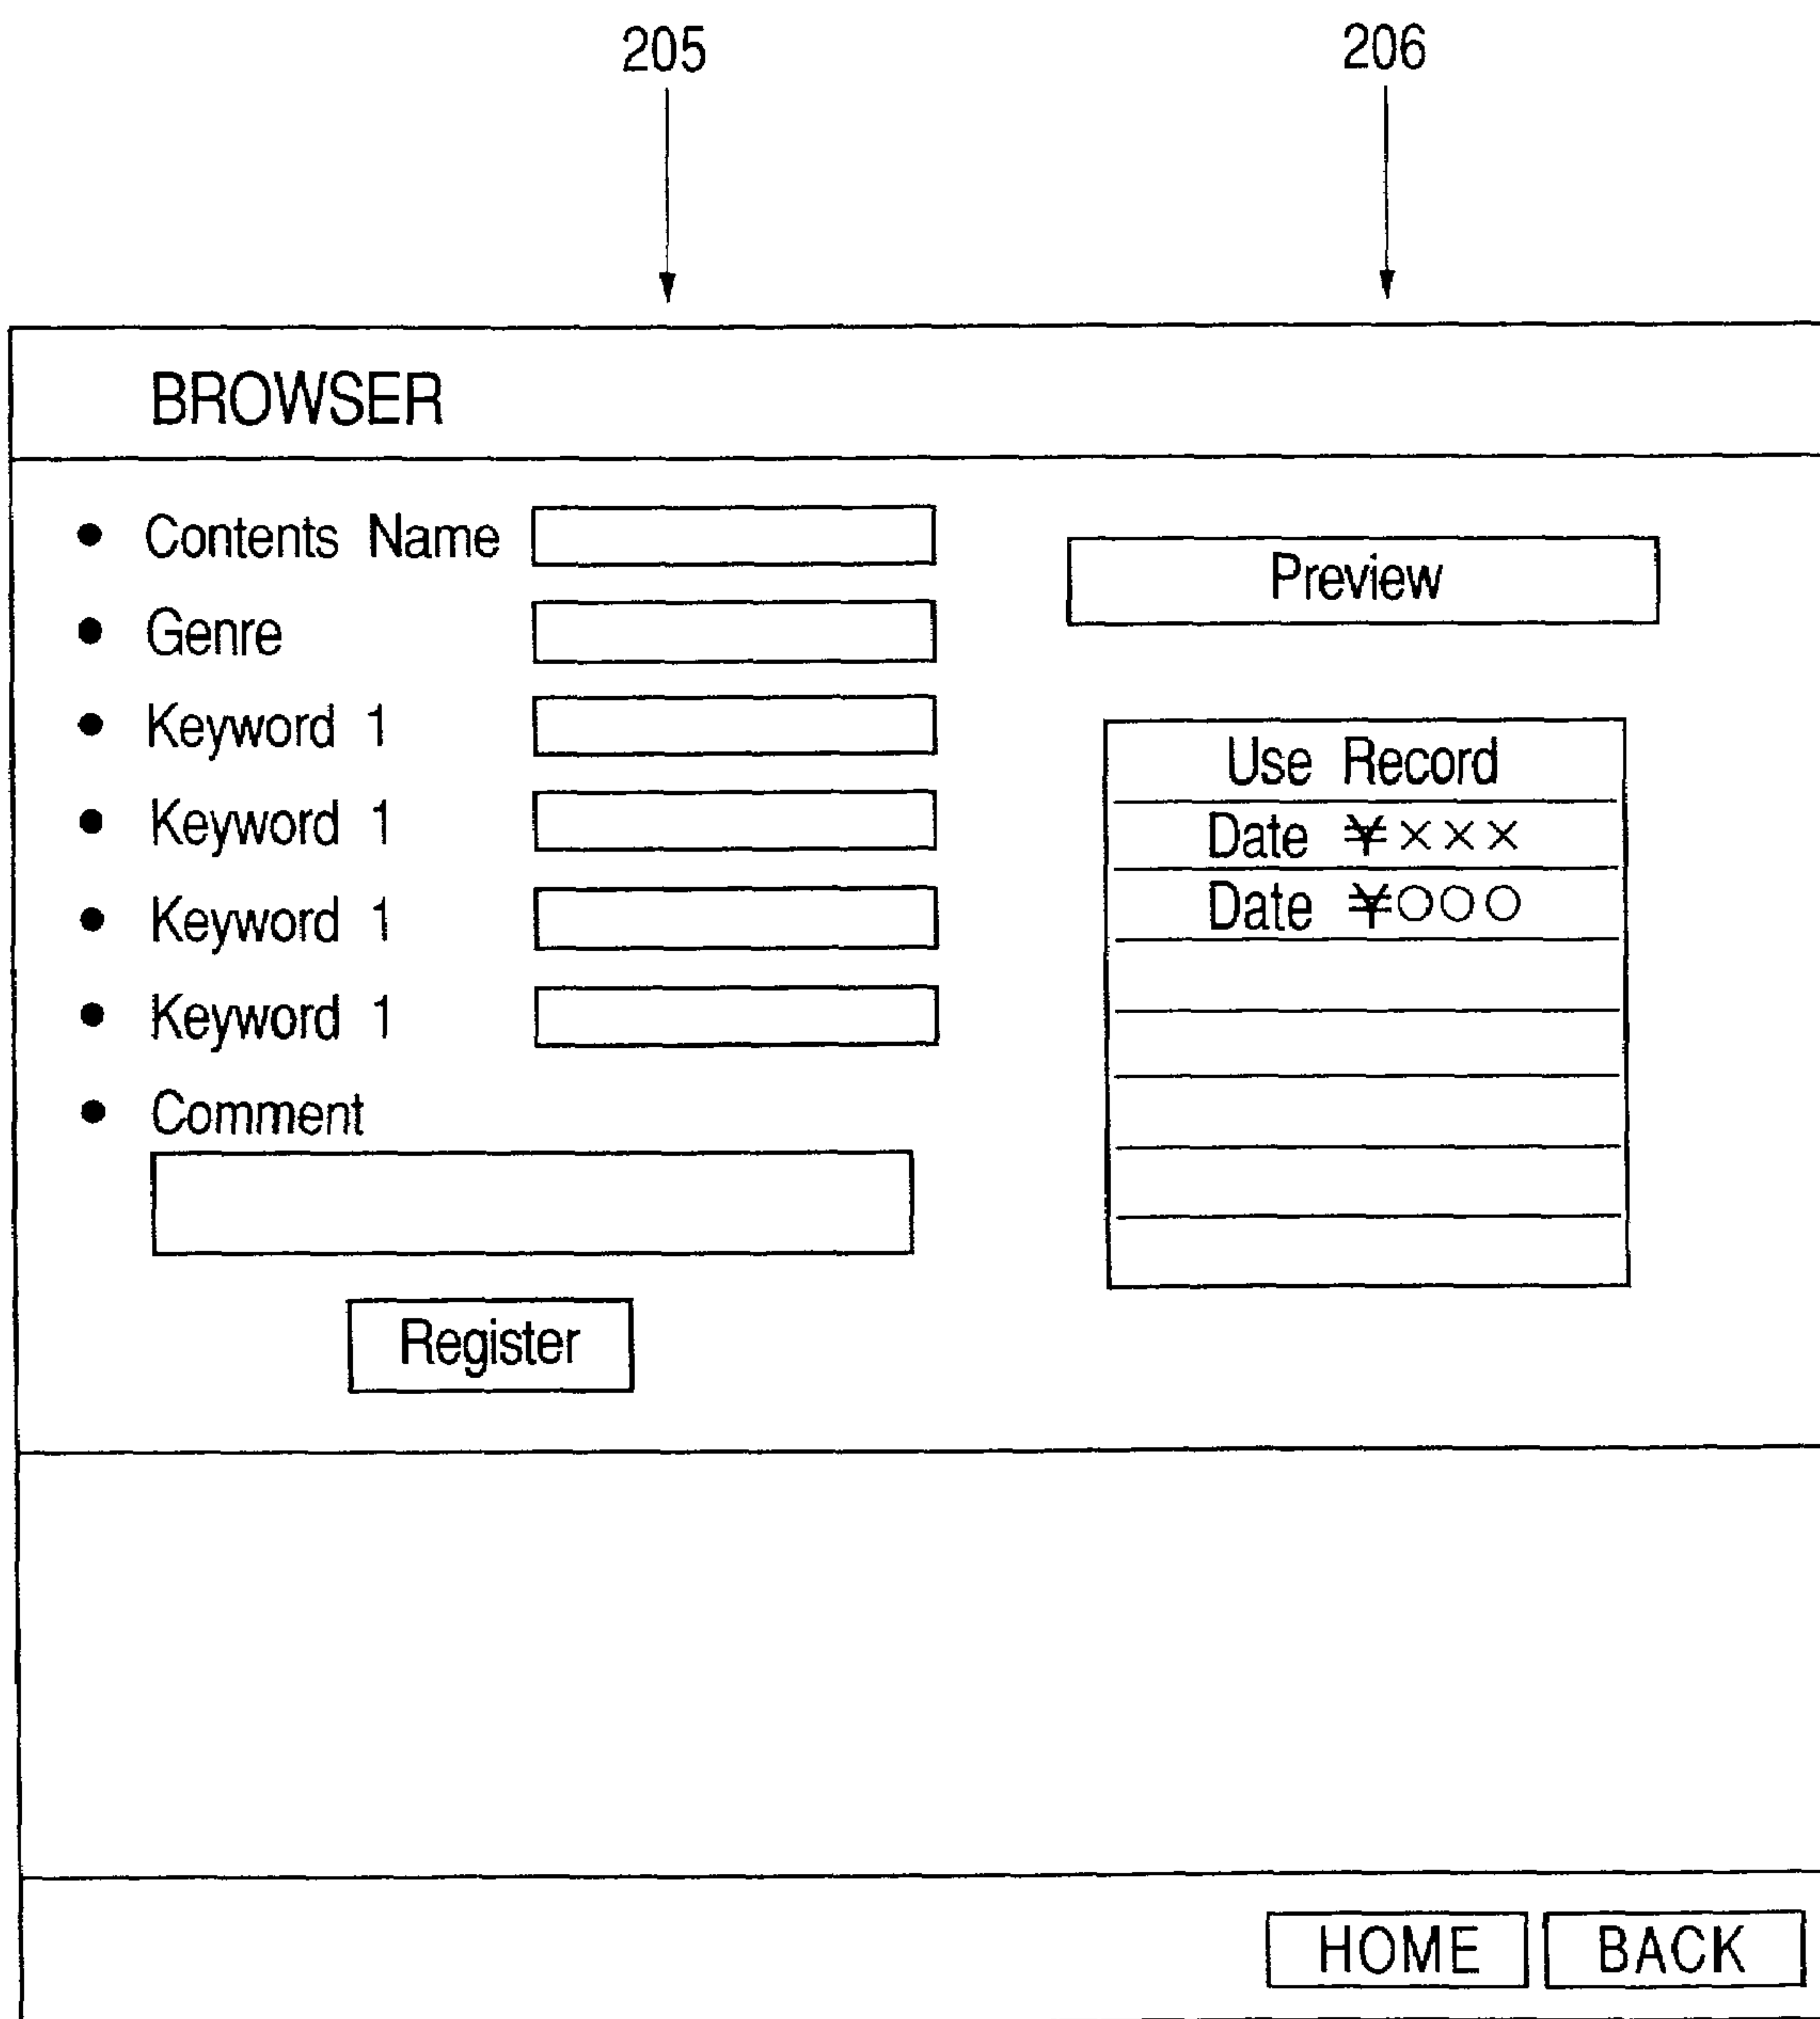 205 206
BROWSER
• Contents Name
• Genre
• Keyword 1
• Keyword 1
• Keyword 1
• Keyword 1
• Comment
Register
Preview
Use Record
Date ¥×××
Date ¥○○○
HOME BACK